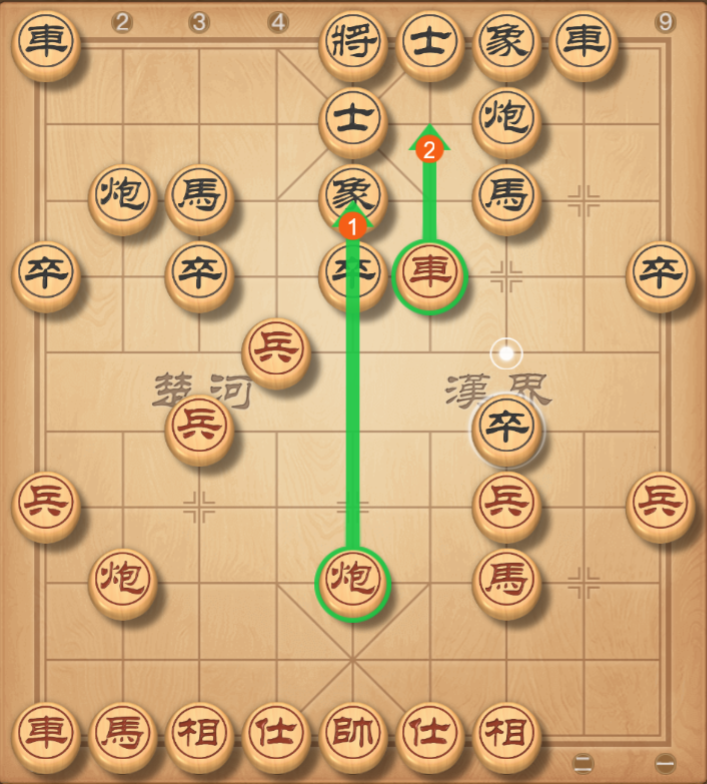 2 3 4 9
車 將 士 象 車
士 炮
2
炮 馬 象 馬
1
卒 卒 卒 車 卒
兵
楚河 漢界
兵 卒
兵 兵 兵
炮 炮 馬
車 馬 相 仕 帥 仕 相
二 一